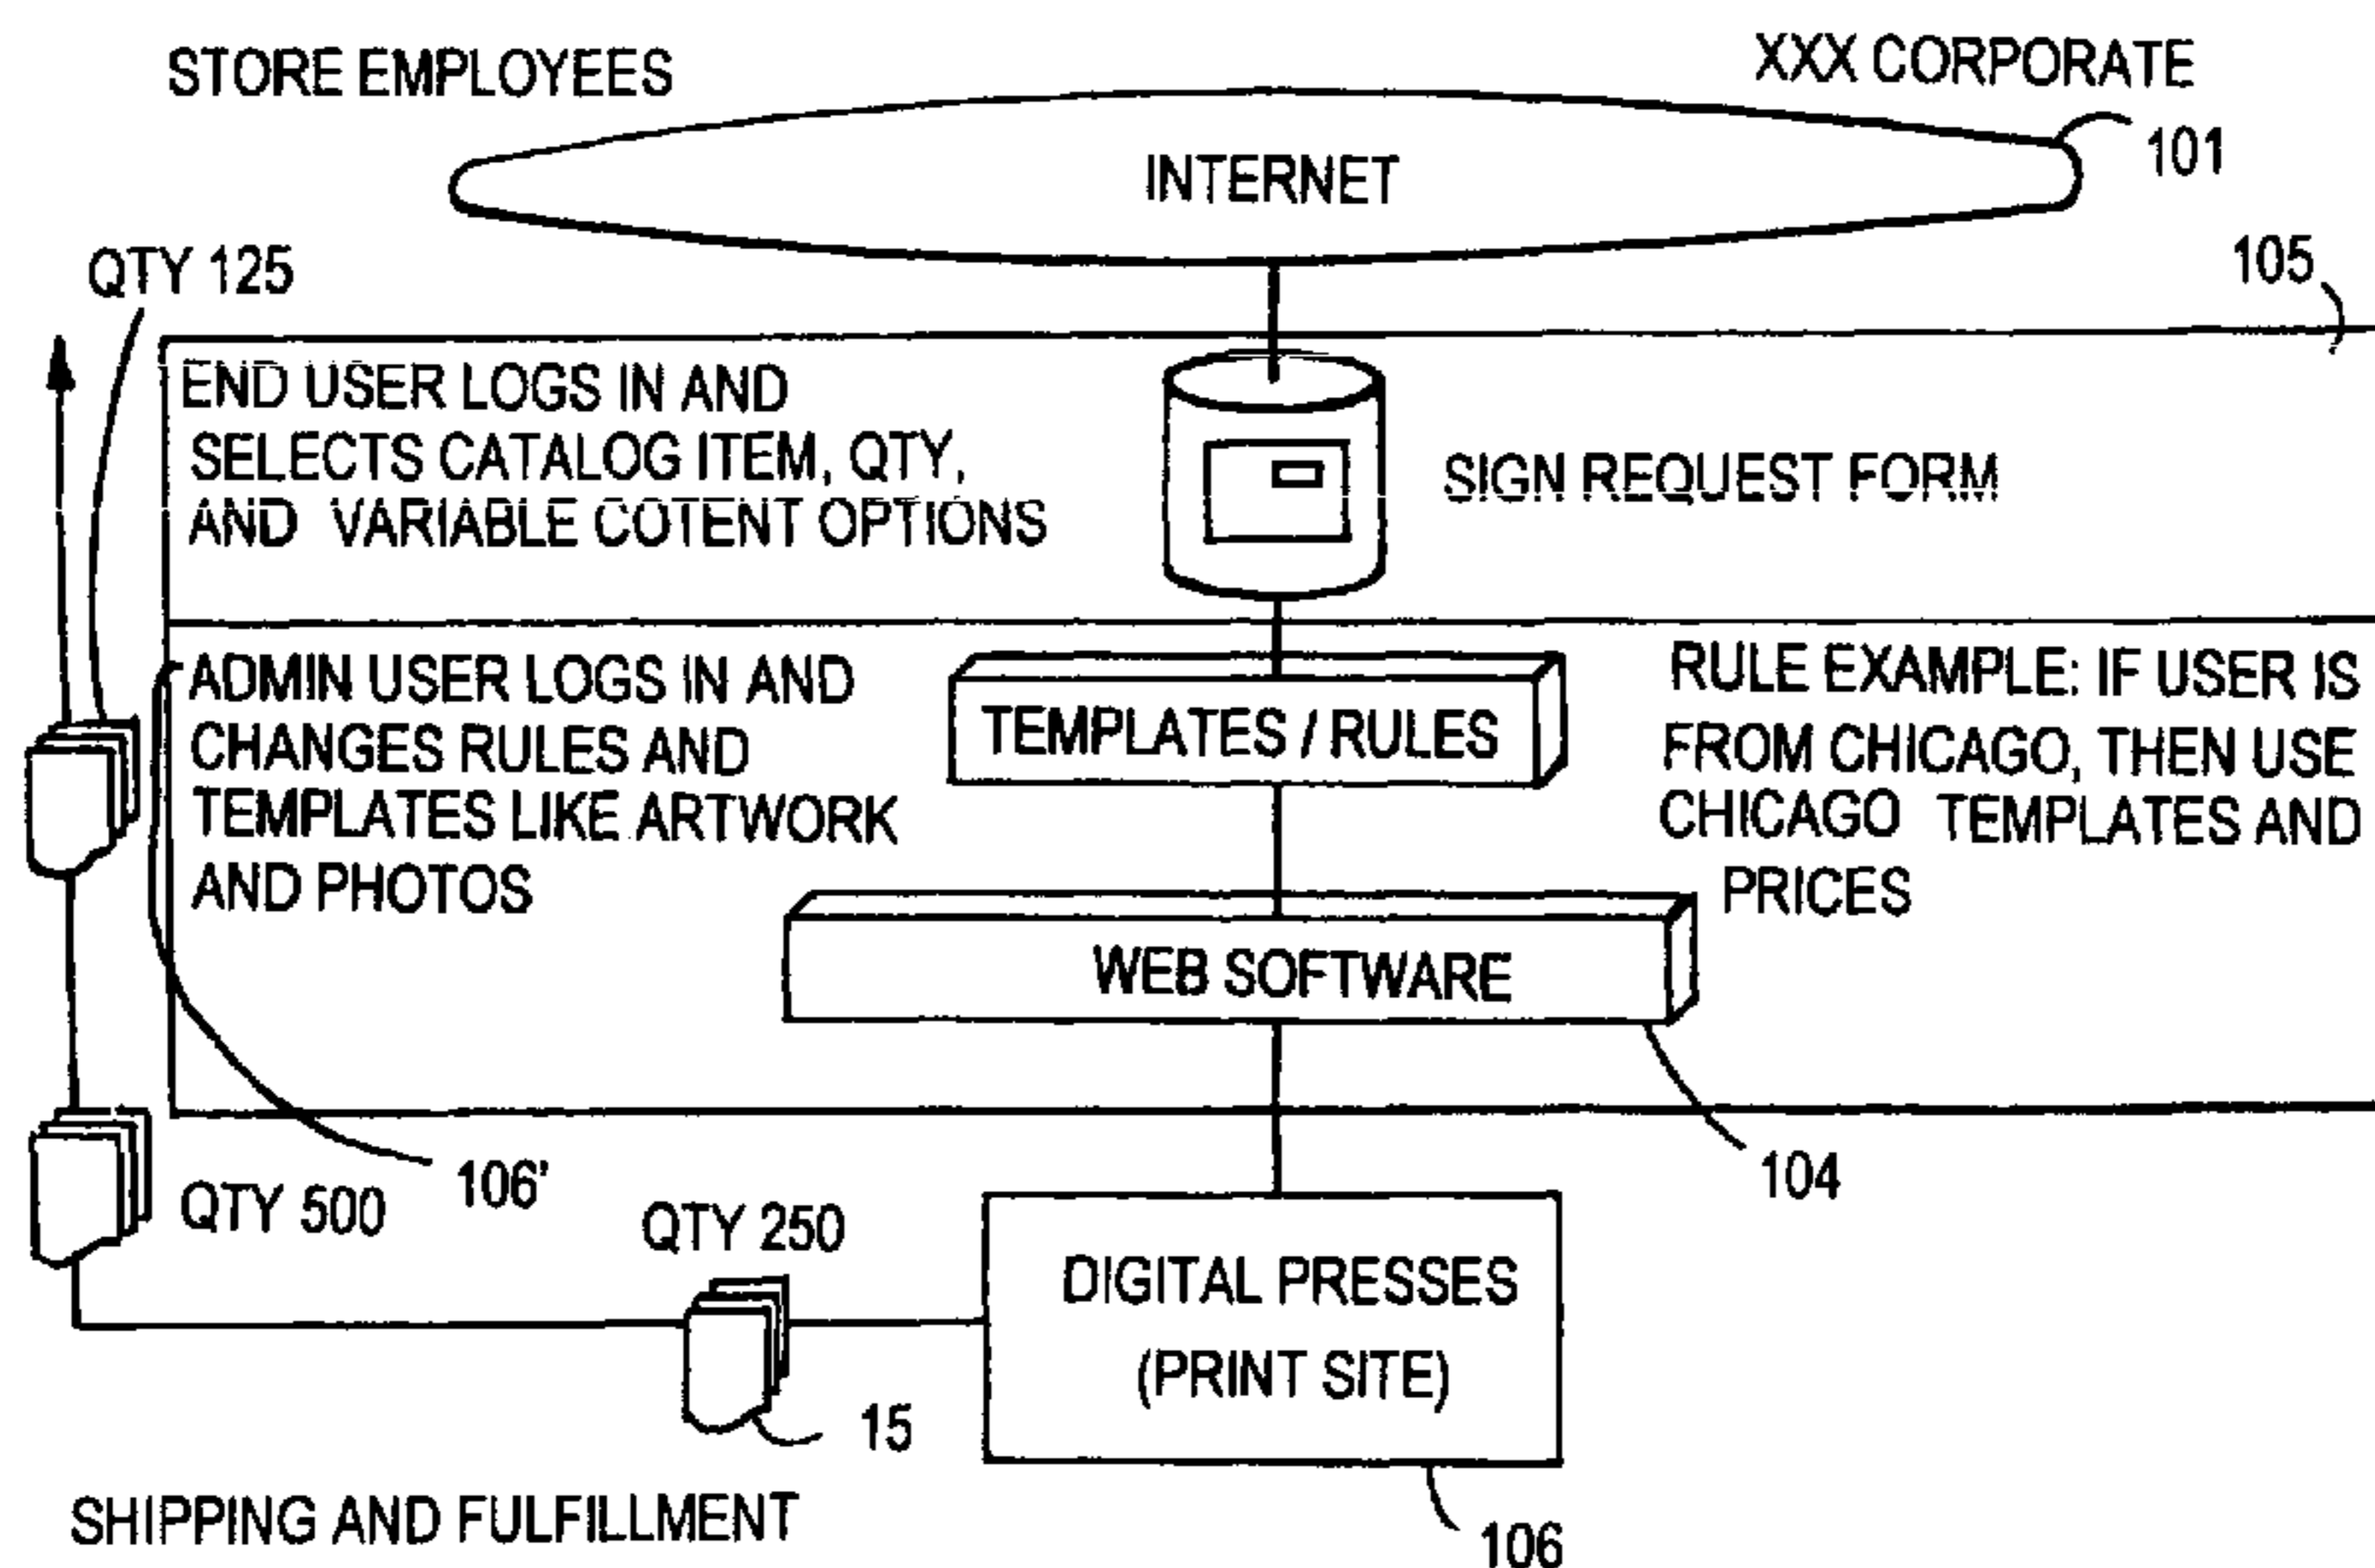 STORE EMPLOYEES
XXX CORPORATE
INTERNET
101
QTY 125
105
END USER LOGS IN AND
SELECTS CATALOG ITEM, QTY,
AND VARIABLE COTENT OPTIONS
SIGN REQUEST FORM
ADMIN USER LOGS IN AND
CHANGES RULES AND
TEMPLATES LIKE ARTWORK
AND PHOTOS
TEMPLATES / RULES
RULE EXAMPLE: IF USER IS
FROM CHICAGO, THEN USE
CHICAGO TEMPLATES AND
PRICES
WEB SOFTWARE
104
106'
QTY 500
QTY 250
DIGITAL PRESSES
(PRINT SITE)
15
SHIPPING AND FULFILLMENT
106